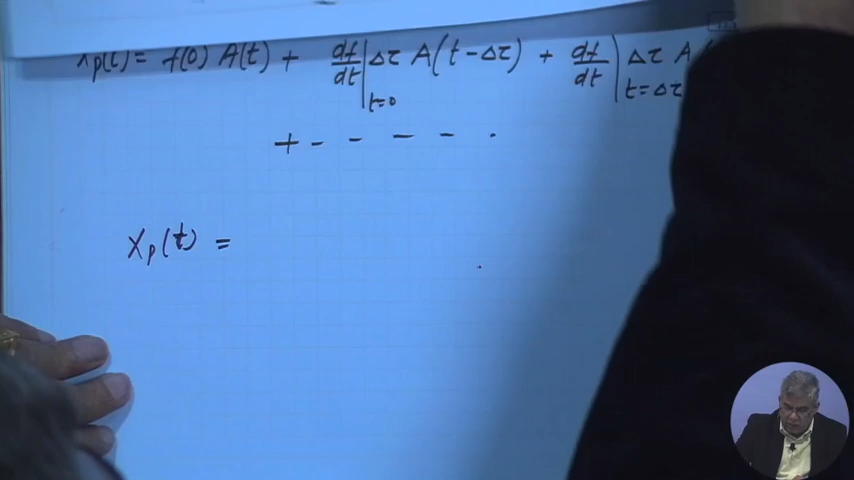 xp(t) = f(0) A(t) + df/dt|t=0 Δτ A(t-Δτ) + df/dt|t=Δτ Δτ A(
+ - - - - .
xp(t) =